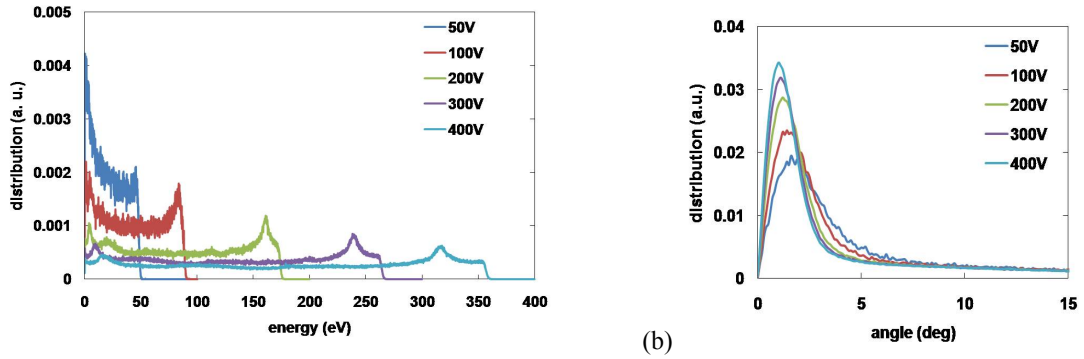 0.005
0.004
0.003
0.002
0.001
0
distribution (a. u.)
0 50 100 150 200 250 300 350 400
energy (eV)
50V
100V
200V
300V
400V
(b)
0.04
0.03
0.02
0.01
0
distribution (a.u.)
0 5 10 15
angle (deg)
50V
100V
200V
300V
400V